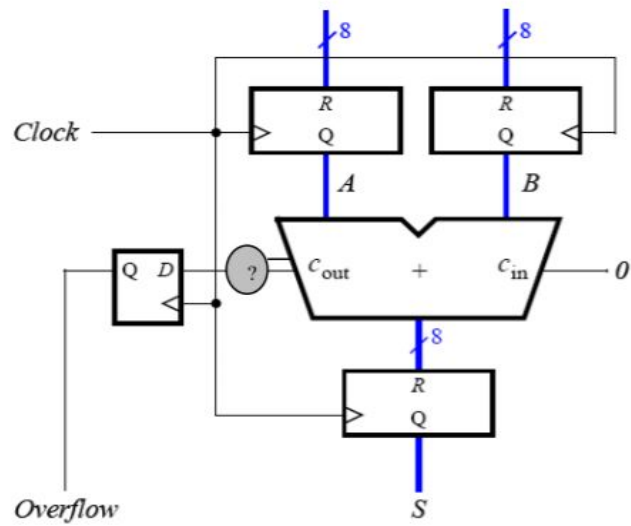 8 8
R R
Clock Q Q
A B
Q D ? c_out + c_in 0
8
R
Q
Overflow S